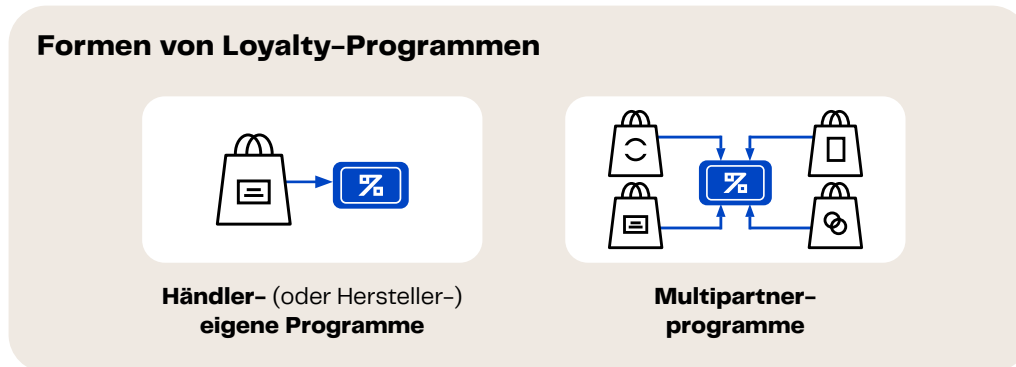 Formen von Loyalty-Programmen
Händler- (oder Hersteller-)
eigene Programme
Multipartner-
programme